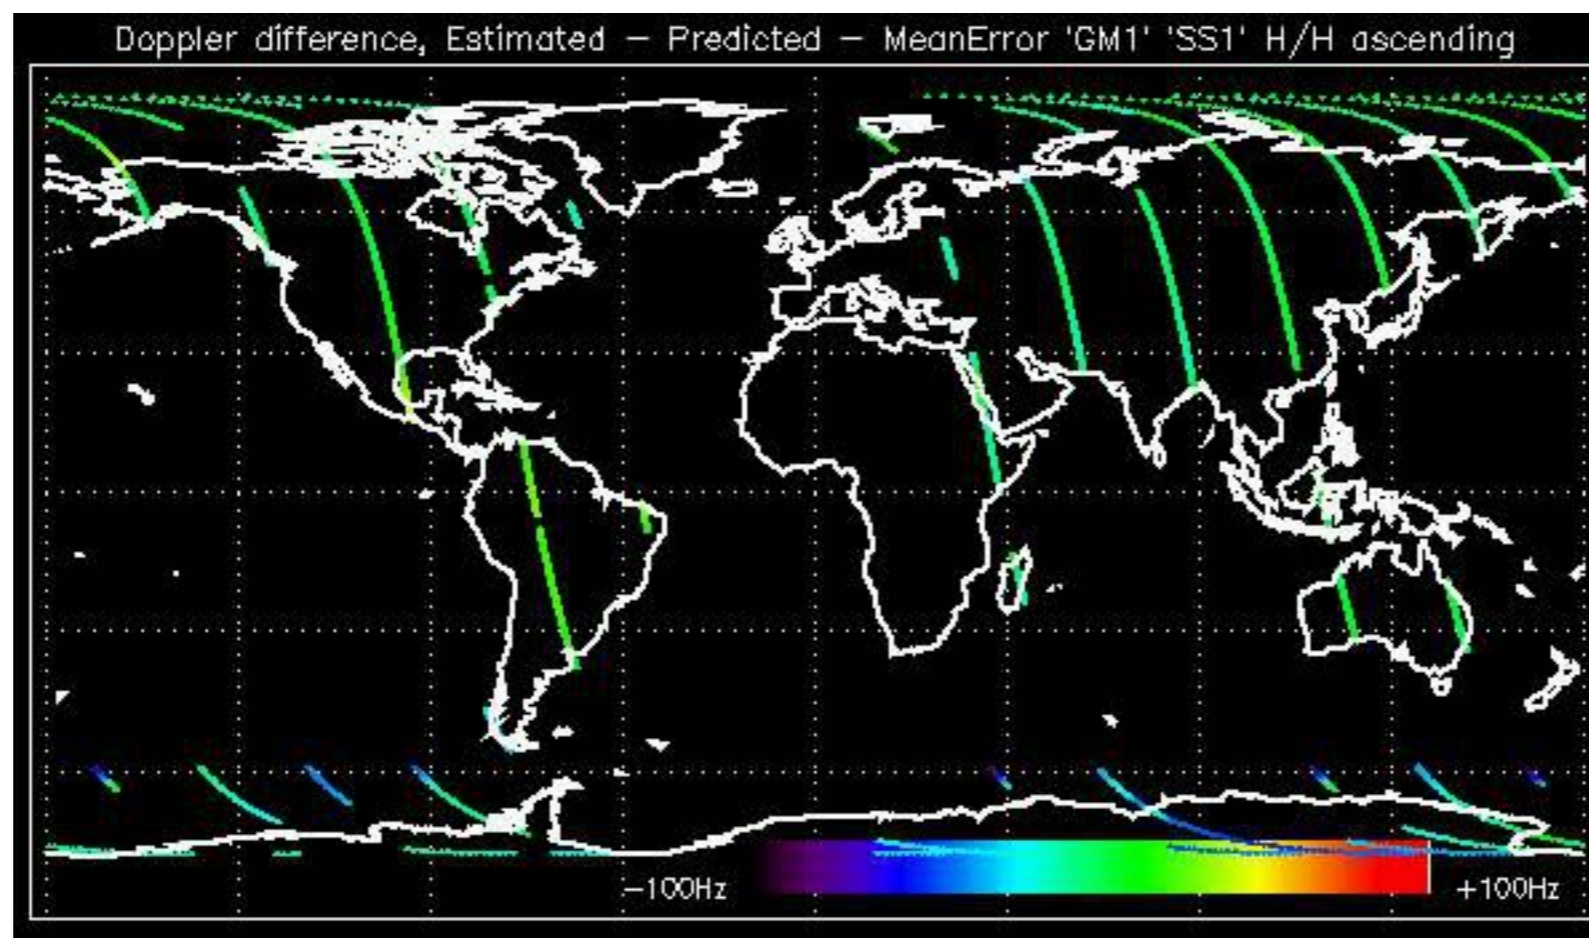 Doppler difference, Estimated – Predicted – MeanError 'GM1' 'SS1' H/H ascending
–100Hz +100Hz